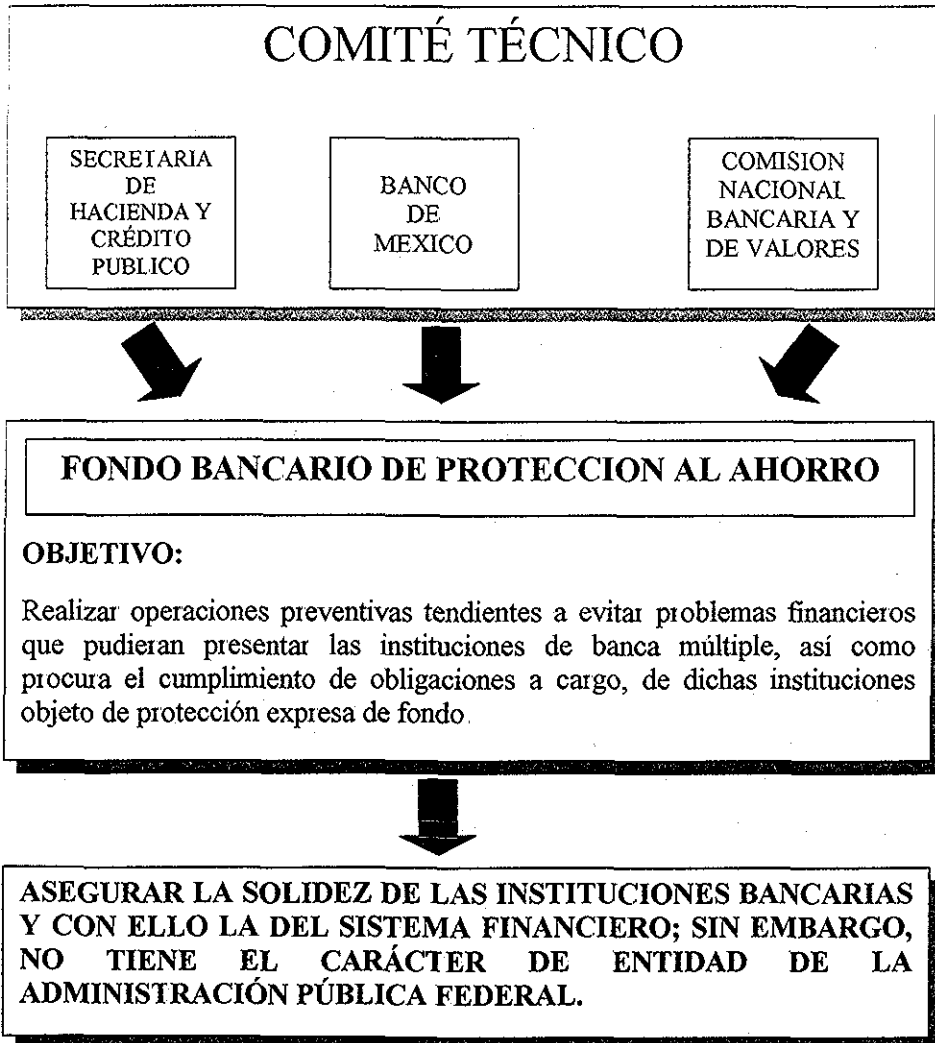 COMITÉ TÉCNICO
SECRETARIA
DE
HACIENDA Y
CRÉDITO
PUBLICO
BANCO
DE
MEXICO
COMISION
NACIONAL
BANCARIA Y
DE VALORES
FONDO BANCARIO DE PROTECCION AL AHORRO
OBJETIVO:
Realizar operaciones preventivas tendientes a evitar problemas financieros
que pudieran presentar las instituciones de banca múltiple, así como
procura el cumplimiento de obligaciones a cargo, de dichas instituciones
objeto de protección expresa de fondo.
ASEGURAR LA SOLIDEZ DE LAS INSTITUCIONES BANCARIAS
Y CON ELLO LA DEL SISTEMA FINANCIERO; SIN EMBARGO,
NO TIENE EL CARÁCTER DE ENTIDAD DE LA
ADMINISTRACIÓN PÚBLICA FEDERAL.